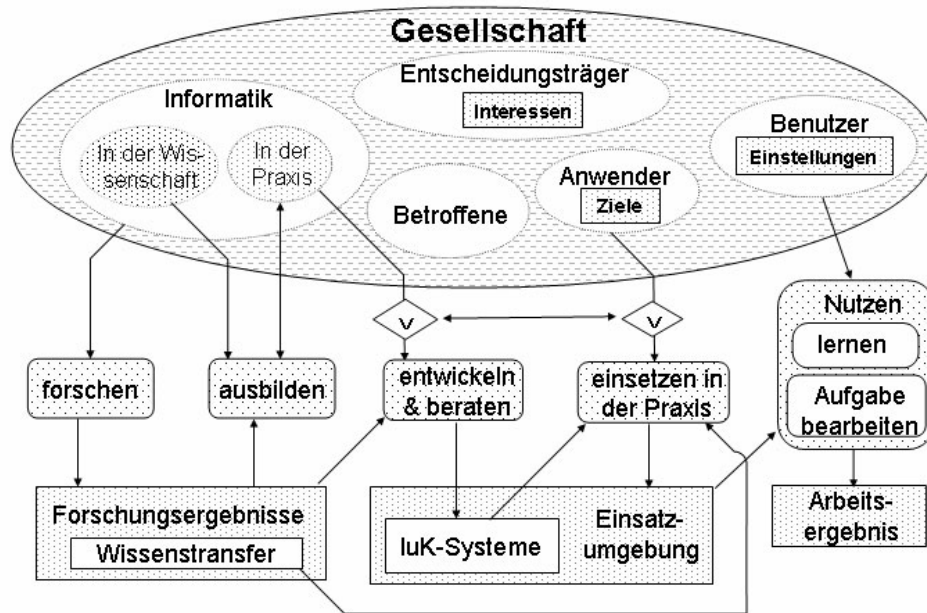 Gesellschaft
Entscheidungsträger
Interessen
Informatik
In der Wis-
senschaft
In der
Praxis
Betroffene
Anwender
Ziele
Benutzer
Einstellungen
V
V
Nutzen
lernen
Aufgabe
bearbeiten
forschen
ausbilden
entwickeln
& beraten
einsetzen in
der Praxis
Forschungsergebnisse
Wissenstransfer
IuK-Systeme
Einsatz-
umgebung
Arbeits-
ergebnis